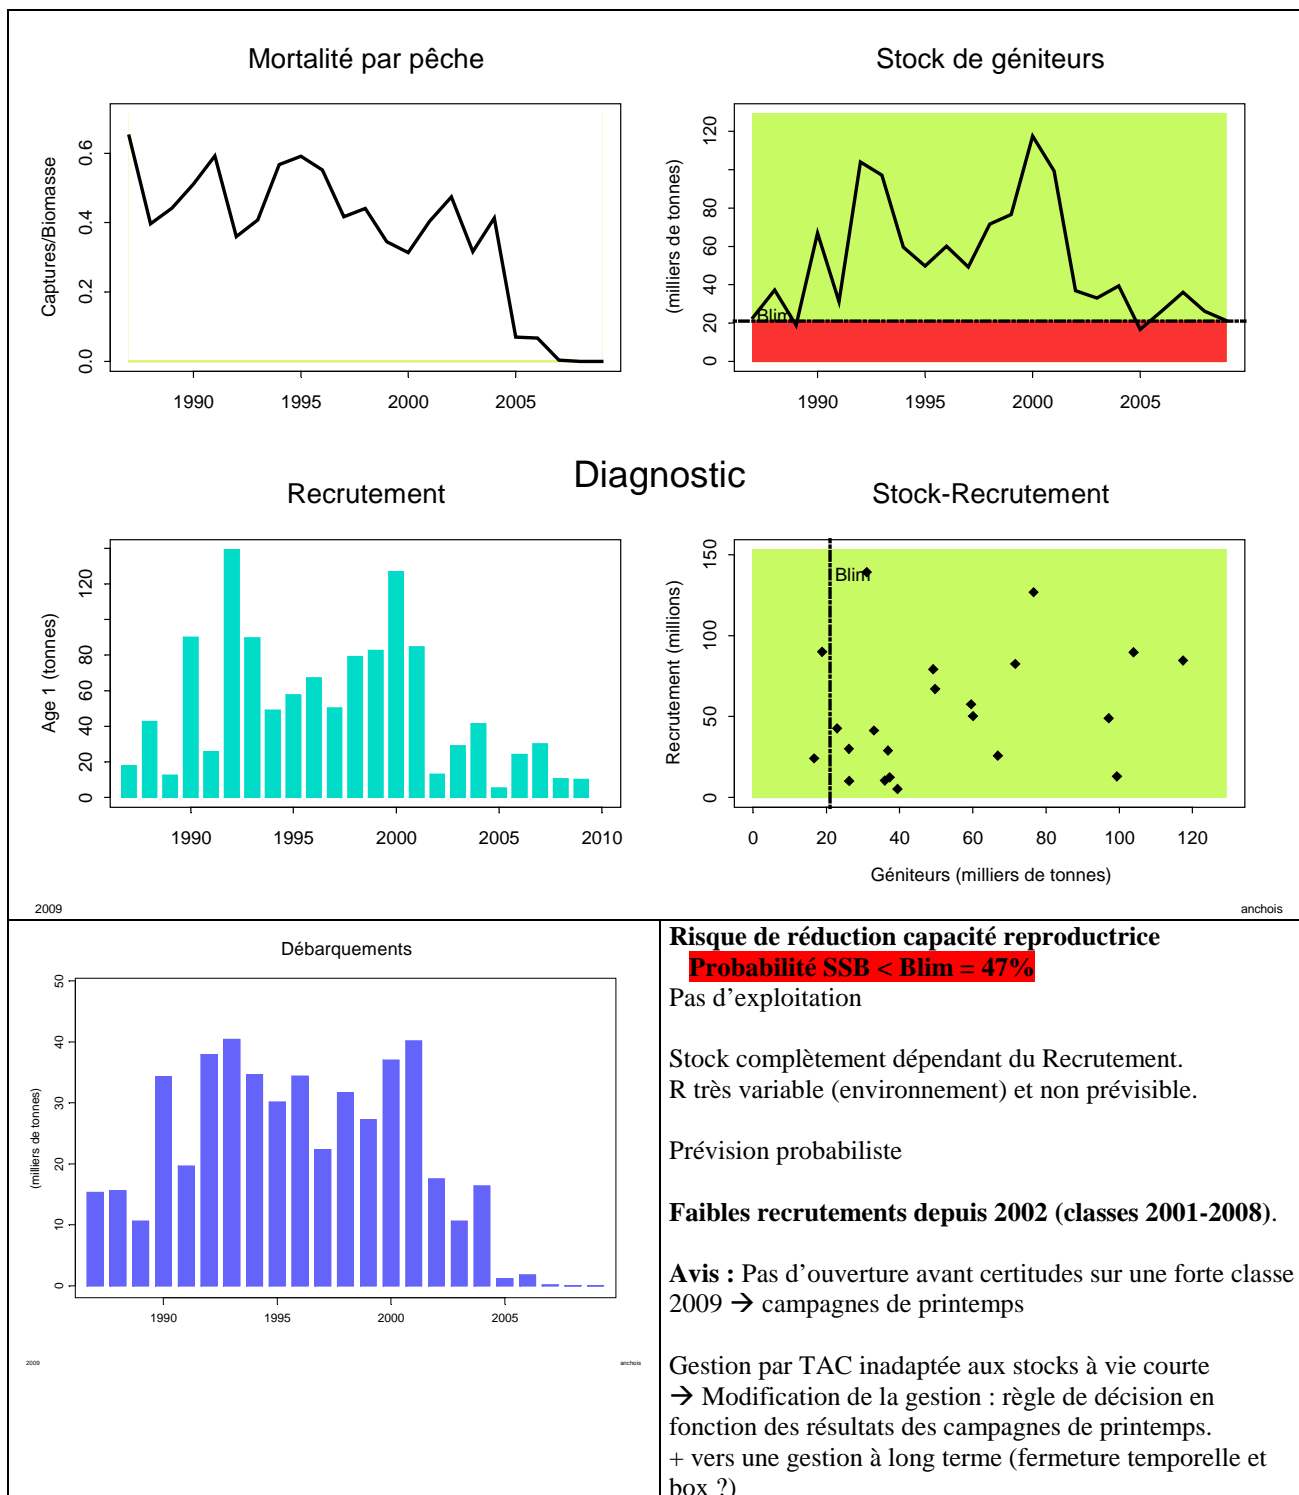 Mortalité par pêche
Captures/Biomasse
0.0
0.2
0.4
0.6
1990 1995 2000 2005
Stock de géniteurs
(milliers de tonnes)
0
20
40
60
80
120
Blim
1990 1995 2000 2005
Diagnostic
Recrutement
Age 1 (tonnes)
0
20
40
60
80
120
1990 1995 2000 2005 2010
Stock-Recrutement
Recrutement (millions)
0
50
100
150
Blim
0 20 40 60 80 100 120
Géniteurs (milliers de tonnes)
2009
anchois
Débarquements
(milliers de tonnes)
0
10
20
30
40
50
1990 1995 2000 2005
2009
anchois
Risque de réduction capacité reproductrice
Probabilité SSB < Blim = 47%
Pas d’exploitation
Stock complètement dépendant du Recrutement.
R très variable (environnement) et non prévisible.
Prévision probabiliste
Faibles recrutements depuis 2002 (classes 2001-2008).
Avis : Pas d’ouverture avant certitudes sur une forte classe
2009 → campagnes de printemps
Gestion par TAC inadaptée aux stocks à vie courte
→ Modification de la gestion : règle de décision en
fonction des résultats des campagnes de printemps.
+ vers une gestion à long terme (fermeture temporelle et
box ?)